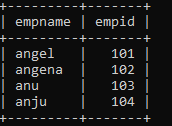 empname | empid
angel | 101
angena | 102
anu | 103
anju | 104